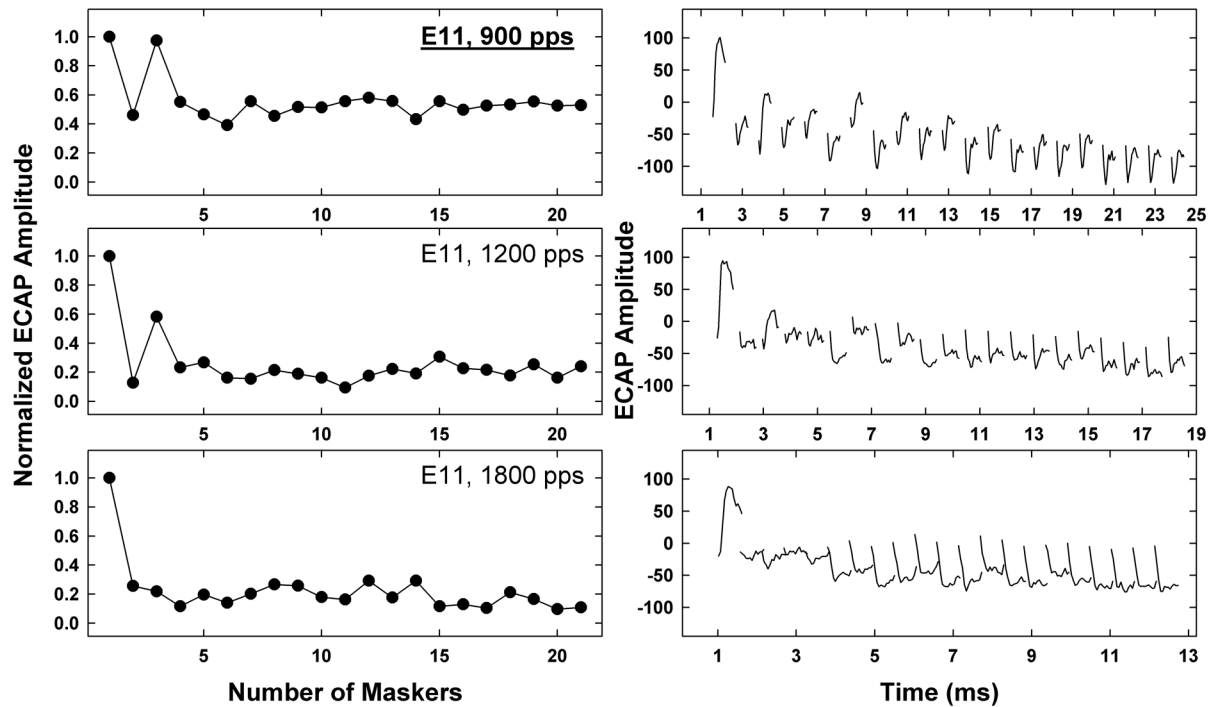 Normalized ECAP Amplitude
E11, 900 pps
1.0
0.8
0.6
0.4
0.2
0.0
5 10 15 20
E11, 1200 pps
1.0
0.8
0.6
0.4
0.2
0.0
5 10 15 20
E11, 1800 pps
1.0
0.8
0.6
0.4
0.2
0.0
5 10 15 20
Number of Maskers
ECAP Amplitude
100
50
0
-50
-100
1 3 5 7 9 11 13 15 17 19 21 23 25
100
50
0
-50
-100
1 3 5 7 9 11 13 15 17 19
100
50
0
-50
-100
1 3 5 7 9 11 13
Time (ms)